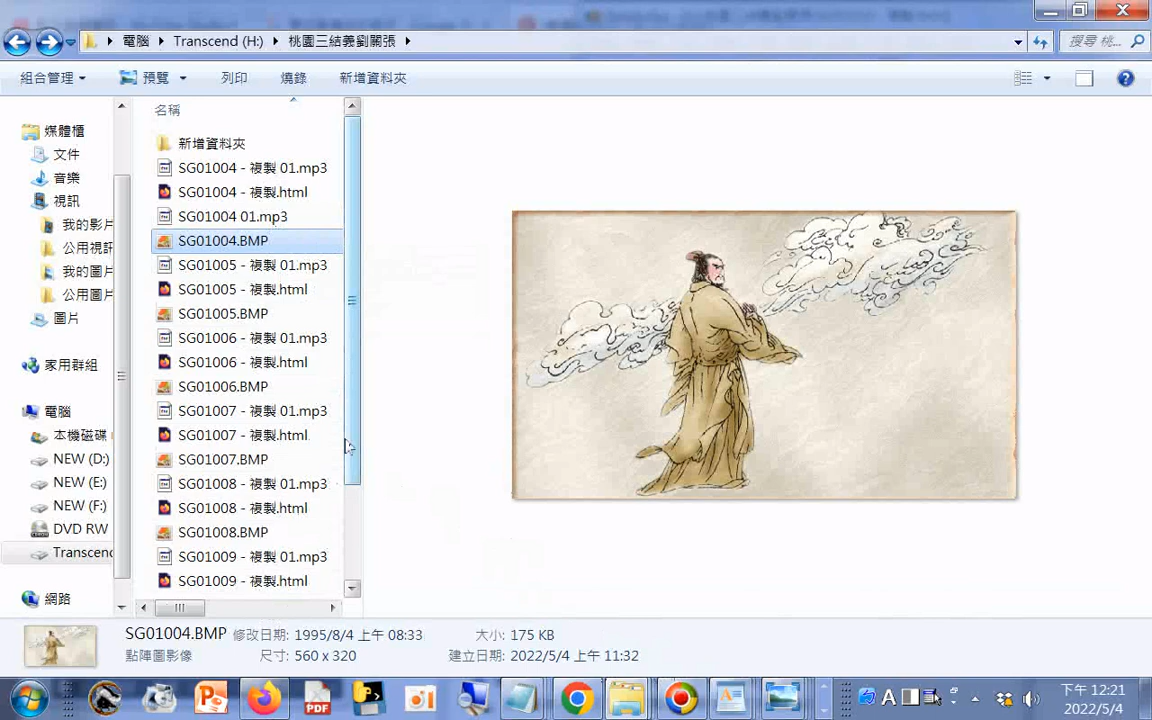 電腦 Transcend (H:) 桃園三結義劉關張
搜尋 桃...
組合管理 預覽 列印 燒錄 新增資料夾
名稱
媒體櫃
文件
音樂
視訊
我的影片
公用視訊
我的圖
公用圖
圖片
家用群組
電腦
本機磁碟
NEW (D:)
NEW (E:)
NEW (F:)
DVD RW
Transcend
網路
新增資料夾
SG01004 - 複製 01.mp3
SG01004 - 複製.html
SG01004 01.mp3
SG01004.BMP
SG01005 - 複製 01.mp3
SG01005 - 複製.html
SG01005.BMP
SG01006 - 複製 01.mp3
SG01006 - 複製.html
SG01006.BMP
SG01007 - 複製 01.mp3
SG01007 - 複製.html
SG01007.BMP
SG01008 - 複製 01.mp3
SG01008 - 複製.html
SG01008.BMP
SG01009 - 複製 01.mp3
SG01009 - 複製.html
SG01004.BMP 修改日期: 1995/8/4 上午 08:33 大小: 175 KB
點陣圖影像 尺寸: 560 x 320 建立日期: 2022/5/4 上午 11:32
PDF
A
下午 12:21
2022/5/4